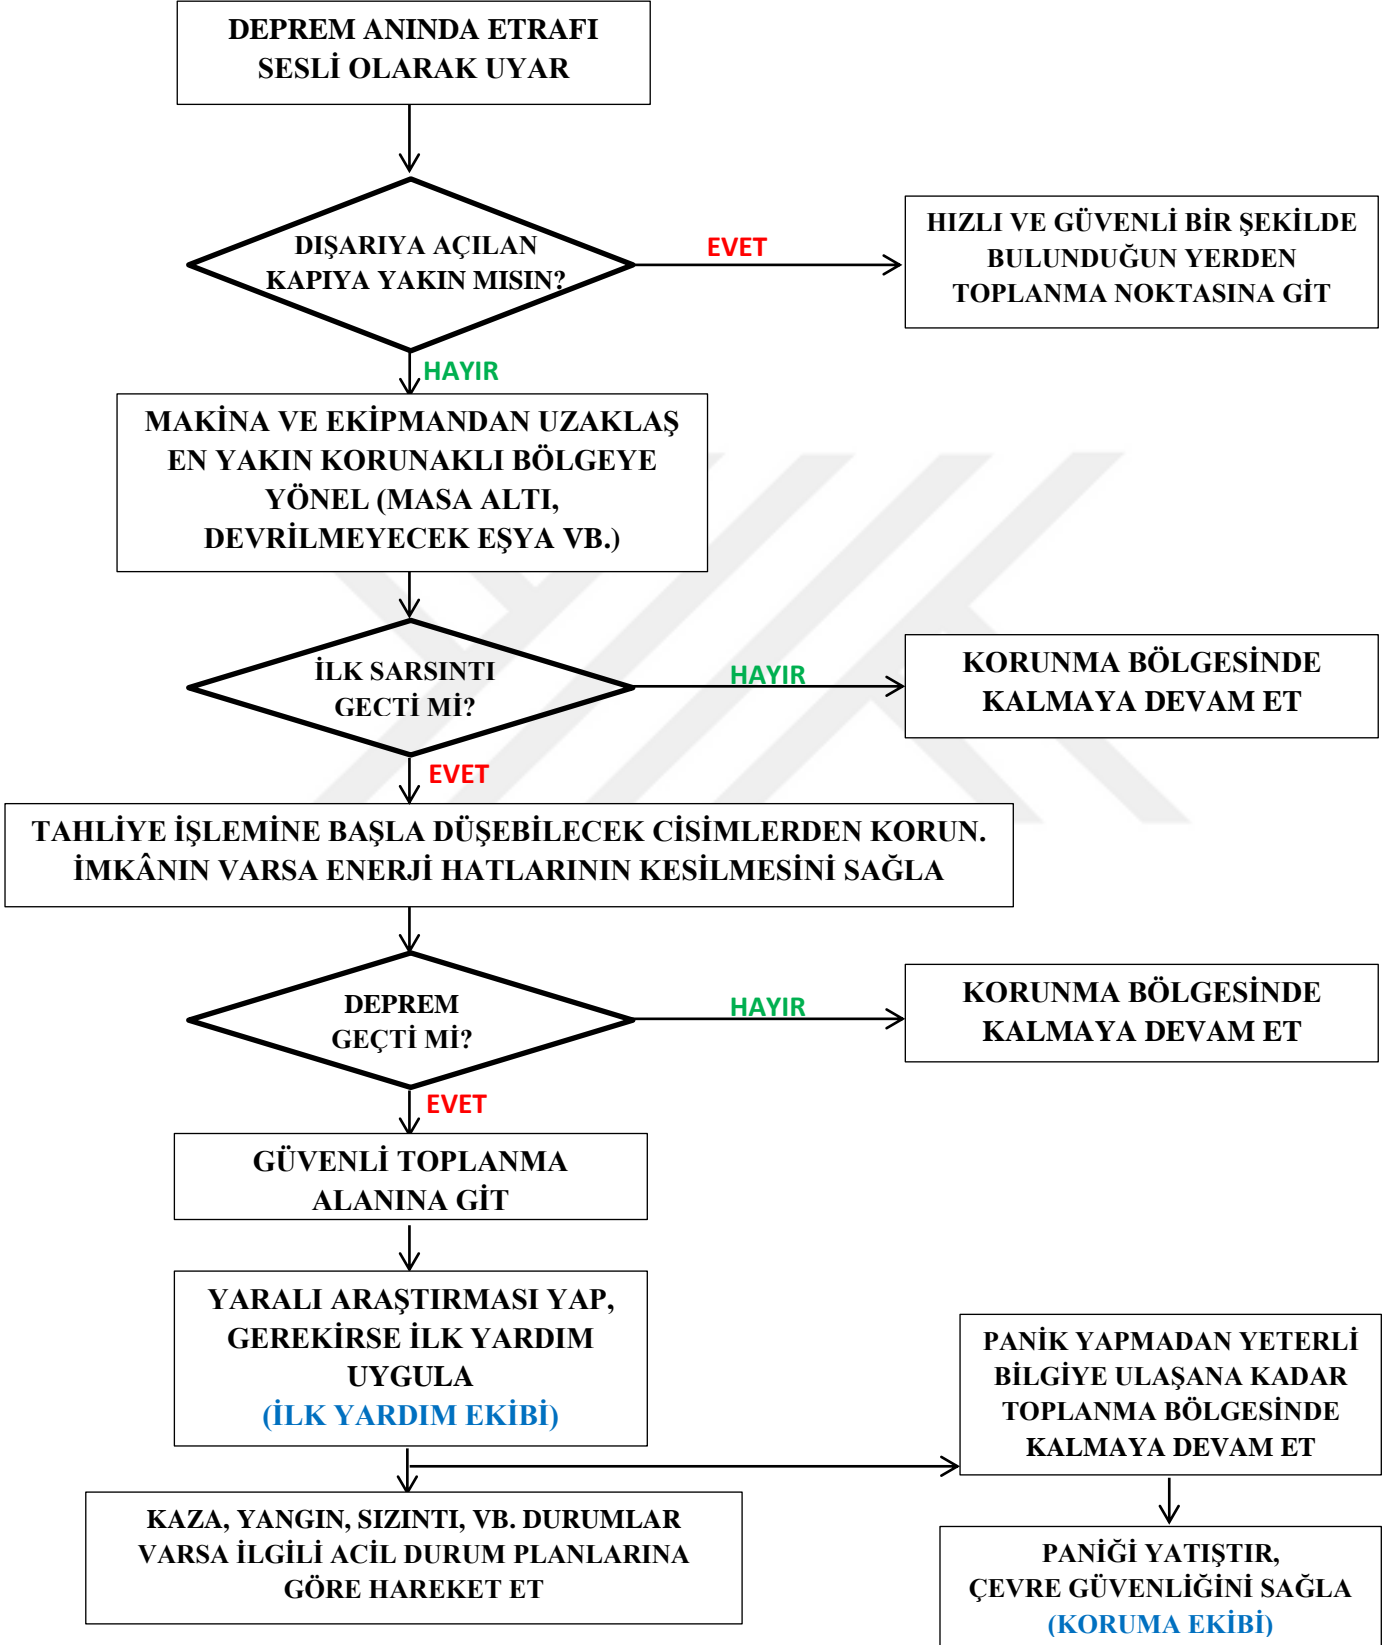 DEPREM ANINDA ETRAFI
SESLİ OLARAK UYAR
DIŞARIYA AÇILAN
KAPIYA YAKIN MISIN?
EVET
HIZLI VE GÜVENLİ BİR ŞEKİLDE
BULUNDUĞUN YERDEN
TOPLANMA NOKTASINA GİT
HAYIR
MAKİNA VE EKİPMANDAN UZAKLAŞ
EN YAKIN KORUNAKLI BÖLGEYE
YÖNEL (MASA ALTI,
DEVRİLMEYECEK EŞYA VB.)
İLK SARSINTI
GECTİ Mİ?
HAYIR
KORUNMA BÖLGESİNDE
KALMAYA DEVAM ET
EVET
TAHLİYE İŞLEMİNE BAŞLA DÜŞEBİLECEK CİSİMLERDEN KORUN.
İMKÂNIN VARSA ENERJİ HATLARININ KESİLMESİNİ SAĞLA
DEPREM
GEÇTİ Mİ?
HAYIR
KORUNMA BÖLGESİNDE
KALMAYA DEVAM ET
EVET
GÜVENLİ TOPLANMA
ALANINA GİT
YARALI ARAŞTIRMASI YAP,
GEREKİRSE İLK YARDIM
UYGULA
(İLK YARDIM EKİBİ)
PANİK YAPMADAN YETERLİ
BİLGİYE ULAŞANA KADAR
TOPLANMA BÖLGESİNDE
KALMAYA DEVAM ET
KAZA, YANGIN, SIZINTI, VB. DURUMLAR
VARSA İLGİLİ ACİL DURUM PLANLARINA
GÖRE HAREKET ET
PANİĞİ YATIŞTIR,
ÇEVRE GÜVENLİĞİNİ SAĞLA
(KORUMA EKİBİ)